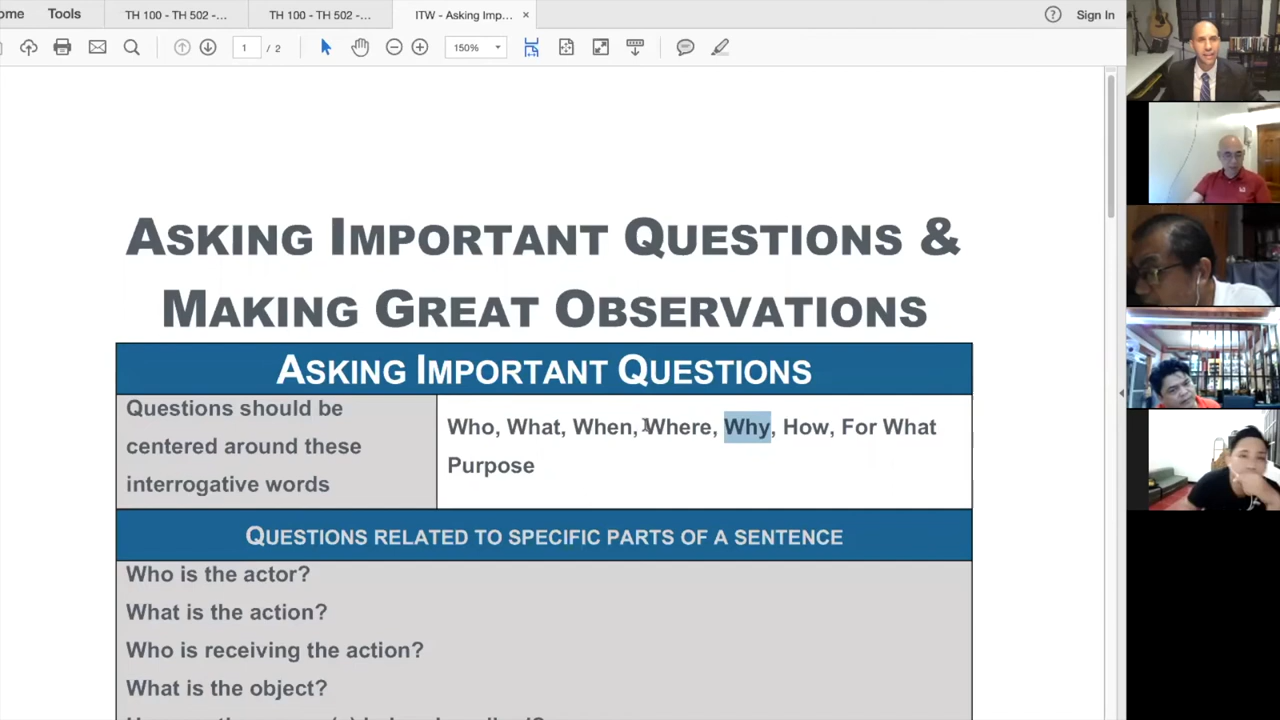 ome
Tools
TH 100 - TH 502 -...
TH 100 - TH 502 -...
ITW - Asking Imp...
Sign In
1
/ 2
150%
ASKING IMPORTANT QUESTIONS &
MAKING GREAT OBSERVATIONS
ASKING IMPORTANT QUESTIONS
Questions should be
centered around these
interrogative words
Who, What, When, Where, Why, How, For What
Purpose
QUESTIONS RELATED TO SPECIFIC PARTS OF A SENTENCE
Who is the actor?
What is the action?
Who is receiving the action?
What is the object?